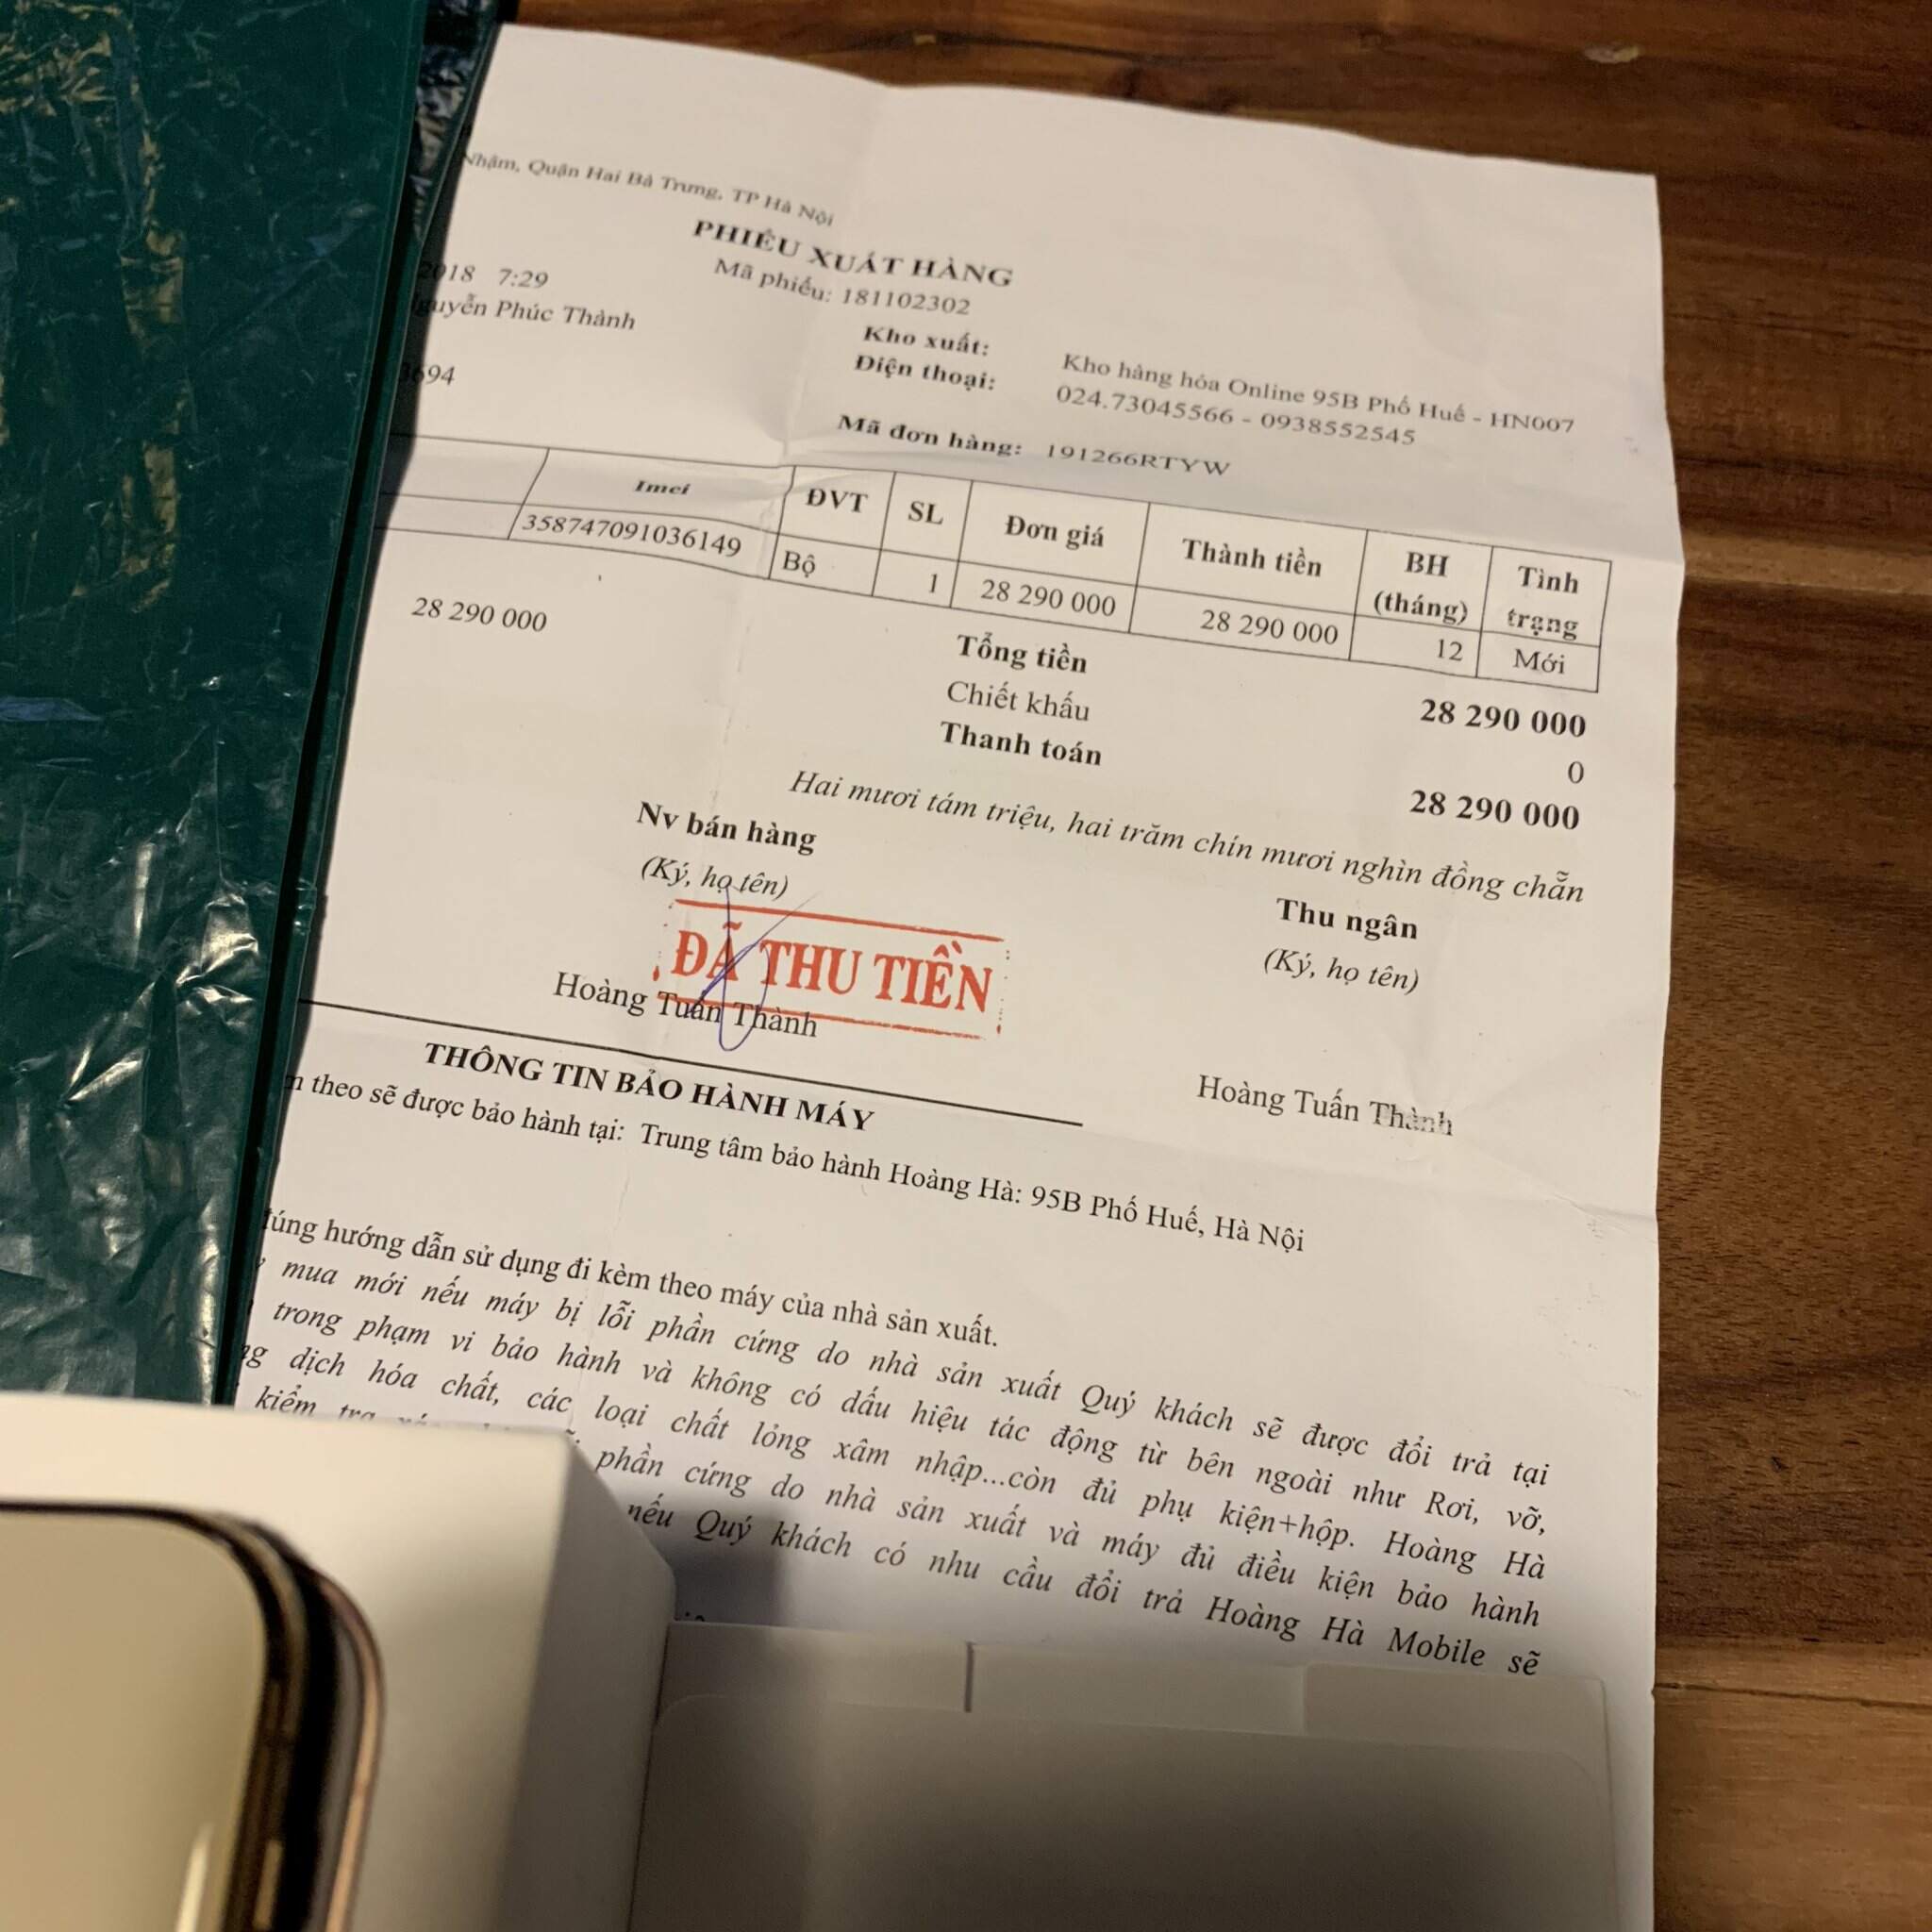 Nhậm, Quận Hai Bà Trưng, TP Hà Nội
PHIẾU XUẤT HÀNG
Mã phiếu: 181102302
2018 7:29
Nguyễn Phúc Thành
Kho xuất: Kho hàng hóa Online 95B Phố Huế - HN007
Điện thoại: 024.73045566 - 0938552545
3694
Mã đơn hàng: 191266RTYW
Imei ĐVT SL Đơn giá Thành tiền BH (tháng) Tình trạng
358747091036149 Bộ 1 28 290 000 28 290 000 12 Mới
28 290 000
Tổng tiền 28 290 000
Chiết khấu 0
Thanh toán 28 290 000
Hai mươi tám triệu, hai trăm chín mươi nghìn đồng chẵn
Nv bán hàng Thu ngân
(Ký, họ tên) (Ký, họ tên)
ĐÃ THU TIỀN
Hoàng Tuấn Thành Hoàng Tuấn Thành
THÔNG TIN BẢO HÀNH MÁY
theo sẽ được bảo hành tại: Trung tâm bảo hành Hoàng Hà: 95B Phố Huế, Hà Nội
đúng hướng dẫn sử dụng đi kèm theo máy của nhà sản xuất.
mua mới nếu máy bị lỗi phần cứng do nhà sản xuất Quý khách sẽ được đổi trả tại
trong phạm vi bảo hành và không có dấu hiệu tác động từ bên ngoài như Rơi, vỡ,
dịch hóa chất, các loại chất lỏng xâm nhập...còn đủ phụ kiện+hộp. Hoàng Hà
kiểm tra phần cứng do nhà sản xuất và máy đủ điều kiện bảo hành
nếu Quý khách có nhu cầu đổi trả Hoàng Hà Mobile sẽ